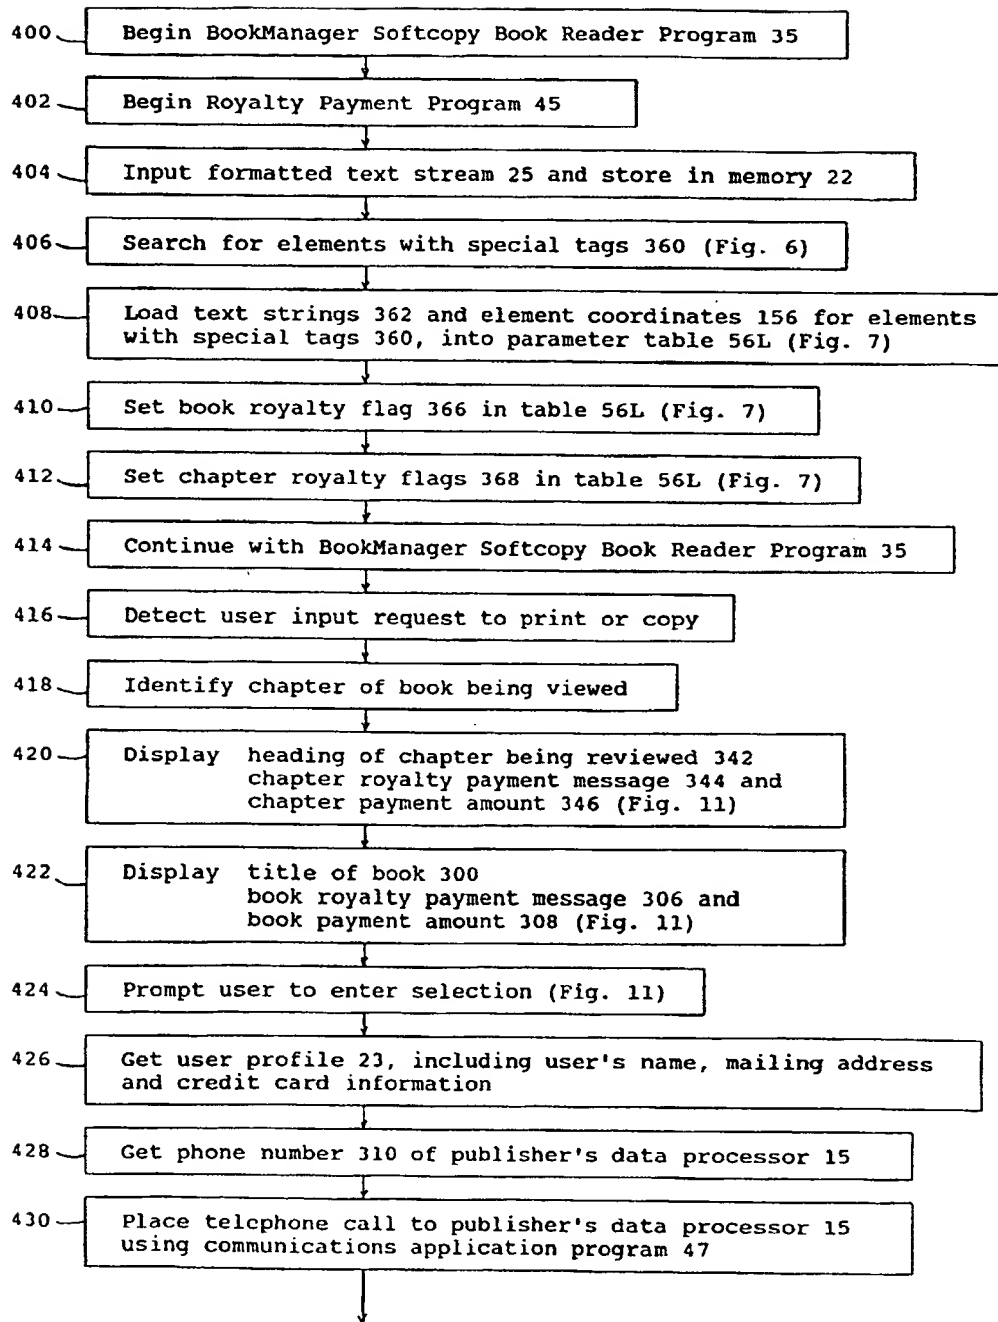 400 Begin BookManager Softcopy Book Reader Program 35
402 Begin Royalty Payment Program 45
404 Input formatted text stream 25 and store in memory 22
406 Search for elements with special tags 360 (Fig. 6)
408 Load text strings 362 and element coordinates 156 for elements
with special tags 360, into parameter table 56L (Fig. 7)
410 Set book royalty flag 366 in table 56L (Fig. 7)
412 Set chapter royalty flags 368 in table 56L (Fig. 7)
414 Continue with BookManager Softcopy Book Reader Program 35
416 Detect user input request to print or copy
418 Identify chapter of book being viewed
420 Display heading of chapter being reviewed 342
chapter royalty payment message 344 and
chapter payment amount 346 (Fig. 11)
422 Display title of book 300
book royalty payment message 306 and
book payment amount 308 (Fig. 11)
424 Prompt user to enter selection (Fig. 11)
426 Get user profile 23, including user's name, mailing address
and credit card information
428 Get phone number 310 of publisher's data processor 15
430 Place telephone call to publisher's data processor 15
using communications application program 47